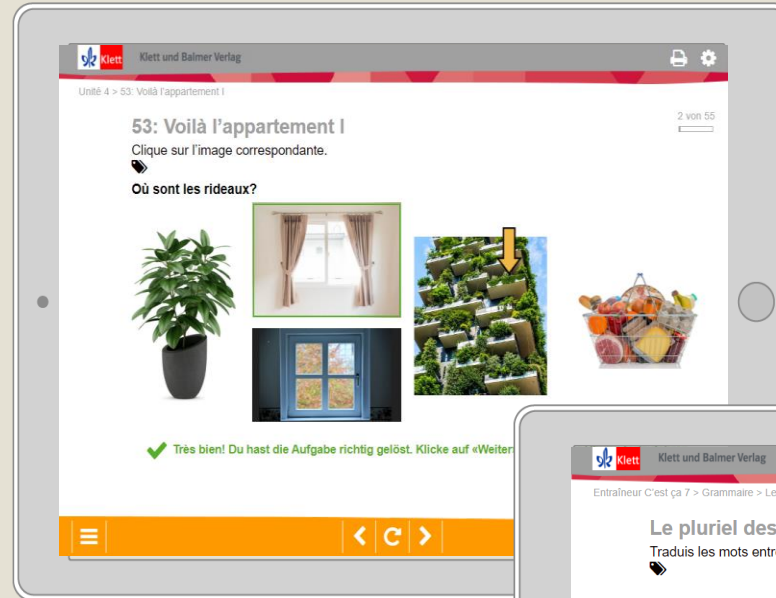 Klett
Klett und Balmer Verlag
Unité 4 > 53: Voilà l'appartement I
2 von 55
53: Voilà l'appartement I
Clique sur l'image correspondante.
Où sont les rideaux?
Très bien! Du hast die Aufgabe richtig gelöst. Klicke auf «Weiter
Klett
Klett und Balmer Verlag
Entraîneur C'est ça 7 > Grammaire > Le
Le pluriel des
Traduis les mots entre